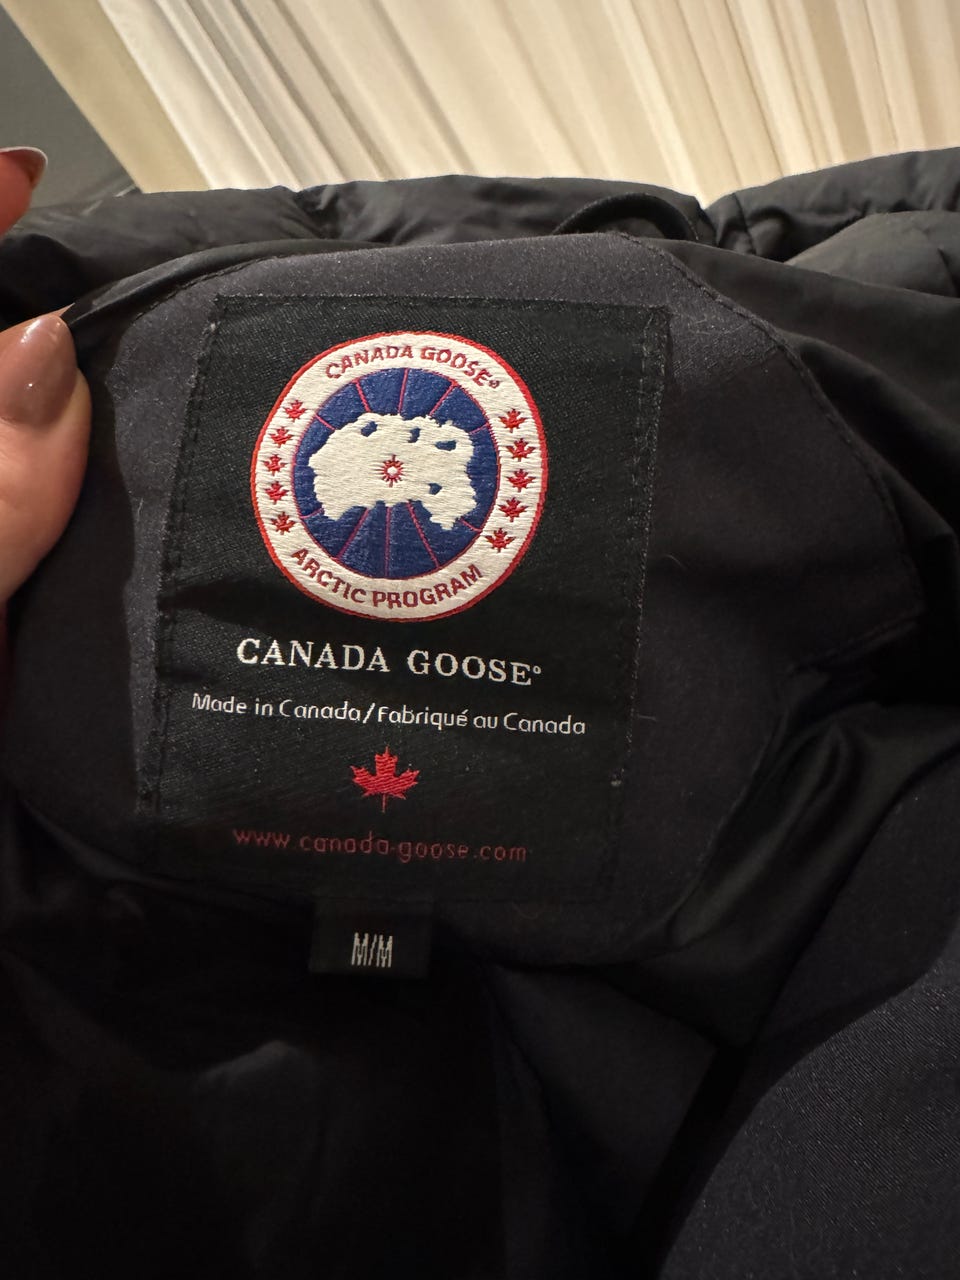 CANADA GOOSE®
ARCTIC PROGRAM
CANADA GOOSE®
Made in Canada/Fabriqué au Canada
www.canada-goose.com
M/M